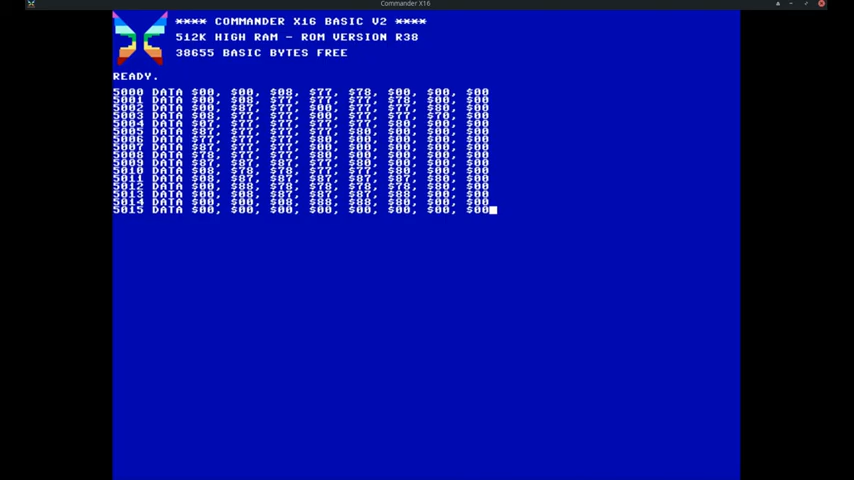 Commander X16
**** COMMANDER X16 BASIC V2 ****
512K HIGH RAM - ROM VERSION R38
38655 BASIC BYTES FREE
READY.
5000 DATA $00, $00, $08, $77, $78, $00, $00, $00
5001 DATA $00, $08, $77, $77, $77, $78, $00, $00
5002 DATA $00, $87, $77, $00, $77, $77, $80, $00
5003 DATA $08, $77, $77, $00, $77, $77, $70, $00
5004 DATA $07, $77, $77, $77, $77, $80, $00, $00
5005 DATA $87, $77, $77, $77, $80, $00, $00, $00
5006 DATA $77, $77, $77, $80, $00, $00, $00, $00
5007 DATA $87, $77, $77, $00, $00, $00, $00, $00
5008 DATA $78, $77, $77, $80, $00, $00, $00, $00
5009 DATA $87, $87, $87, $77, $80, $00, $00, $00
5010 DATA $08, $78, $78, $77, $77, $80, $00, $00
5011 DATA $08, $87, $87, $87, $87, $87, $80, $00
5012 DATA $00, $88, $78, $78, $78, $78, $80, $00
5013 DATA $00, $08, $87, $87, $87, $88, $00, $00
5014 DATA $00, $00, $08, $88, $88, $80, $00, $00
5015 DATA $00, $00, $00, $00, $00, $00, $00, $00